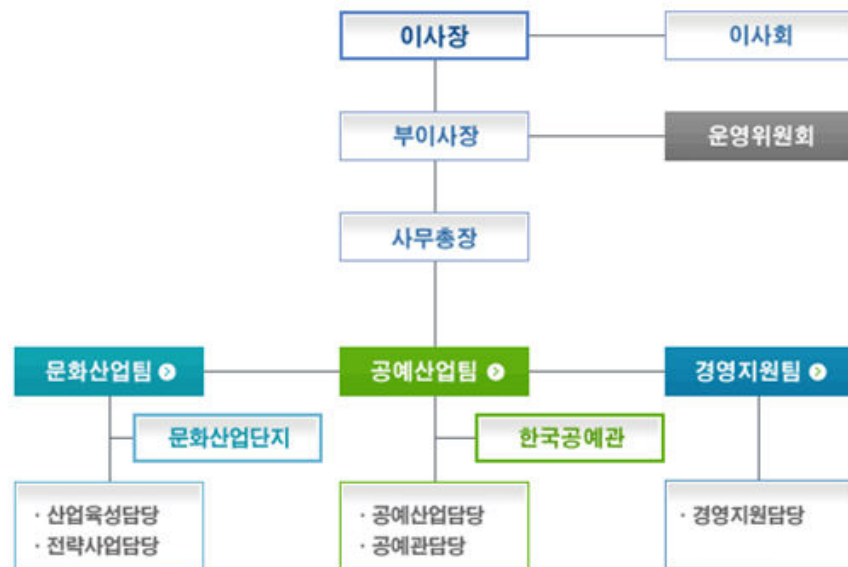 이사장
이사회
부이사장
운영위원회
사무총장
문화산업팀
공예산업팀
경영지원팀
문화산업단지
한국공예관
· 산업육성담당
· 전략사업담당
· 공예산업담당
· 공예관담당
· 경영지원담당